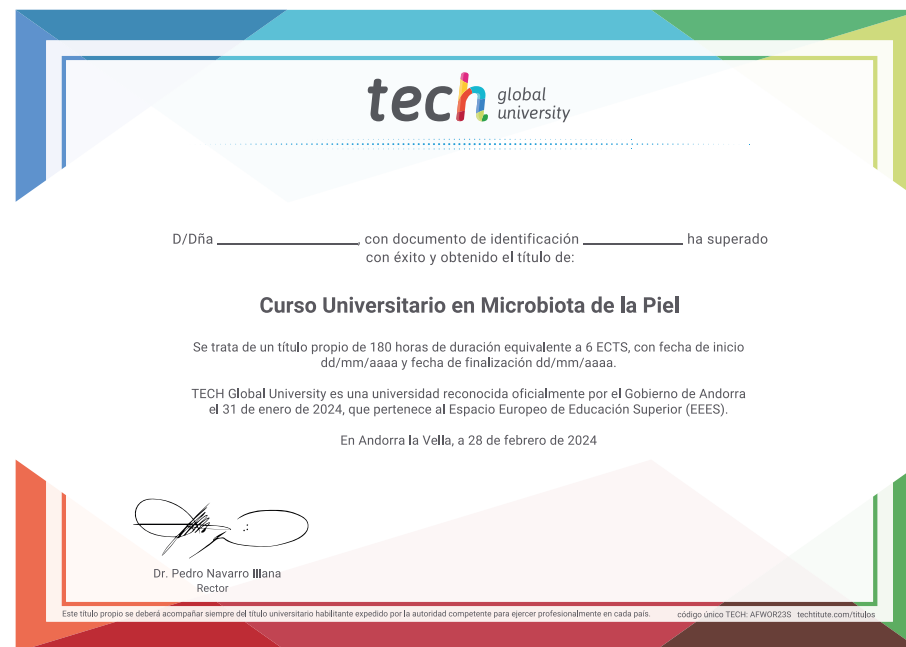 tech global
university
D/Dña ____________, con documento de identificación ____________ ha superado
con éxito y obtenido el título de:
Curso Universitario en Microbiota de la Piel
Se trata de un título propio de 180 horas de duración equivalente a 6 ECTS, con fecha de inicio
dd/mm/aaaa y fecha de finalización dd/mm/aaaa.
TECH Global University es una universidad reconocida oficialmente por el Gobierno de Andorra
el 31 de enero de 2024, que pertenece al Espacio Europeo de Educación Superior (EEES).
En Andorra la Vella, a 28 de febrero de 2024
Dr. Pedro Navarro Illana
Rector
Este título propio se deberá acompañar siempre del título universitario habilitante expedido por la autoridad competente para ejercer profesionalmente en cada país. código único TECH: AFWOR23S techtitute.com/titulos